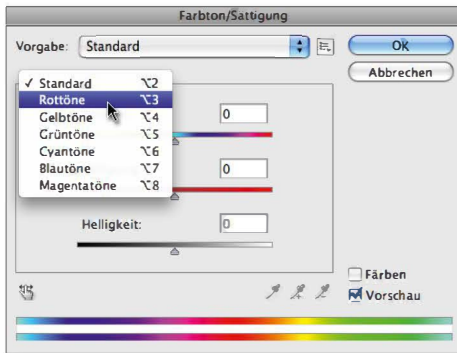 Farbton/Sättigung
Vorgabe: Standard
OK
Abbrechen
✓ Standard ⌥2
Rottöne ⌥3
Gelbtöne ⌥4
Grüntöne ⌥5
Cyantöne ⌥6
Blautöne ⌥7
Magentatöne ⌥8
0
0
Helligkeit: 0
Färben
Vorschau